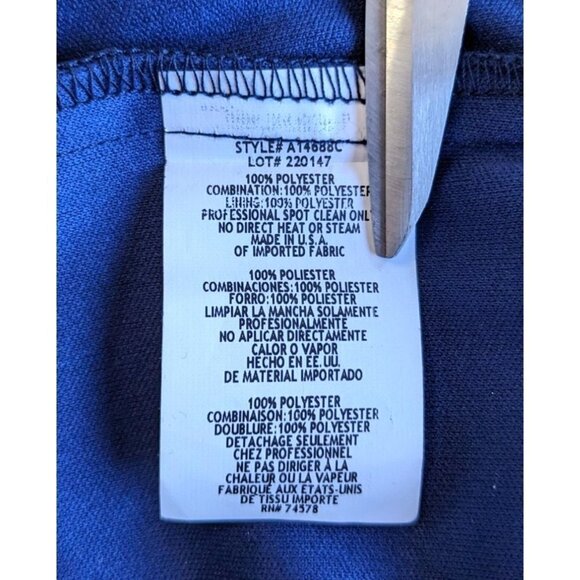 STYLE# A14688C
LOT# 220147
100% POLYESTER
COMBINATION:100% POLYESTER
LINING:100% POLYESTER
PROFESSIONAL SPOT CLEAN ONLY
NO DIRECT HEAT OR STEAM
MADE IN U.S.A.
OF IMPORTED FABRIC
100% POLIESTER
COMBINACIONES:100% POLIESTER
FORRO:100% POLIESTER
LIMPIAR LA MANCHA SOLAMENTE
PROFESIONALMENTE
NO APLICAR DIRECTAMENTE
CALOR O VAPOR
HECHO EN EE.UU.
DE MATERIAL IMPORTADO
100% POLYESTER
COMBINAISON:100% POLYESTER
DOUBLURE:100% POLYESTER
DETACHAGE SEULEMENT
CHEZ PROFESSIONNEL
NE PAS DIRIGER À LA
CHALEUR OU LA VAPEUR
FABRIQUÉ AUX ETATS-UNIS
DE TISSU IMPORTE
RN# 74578